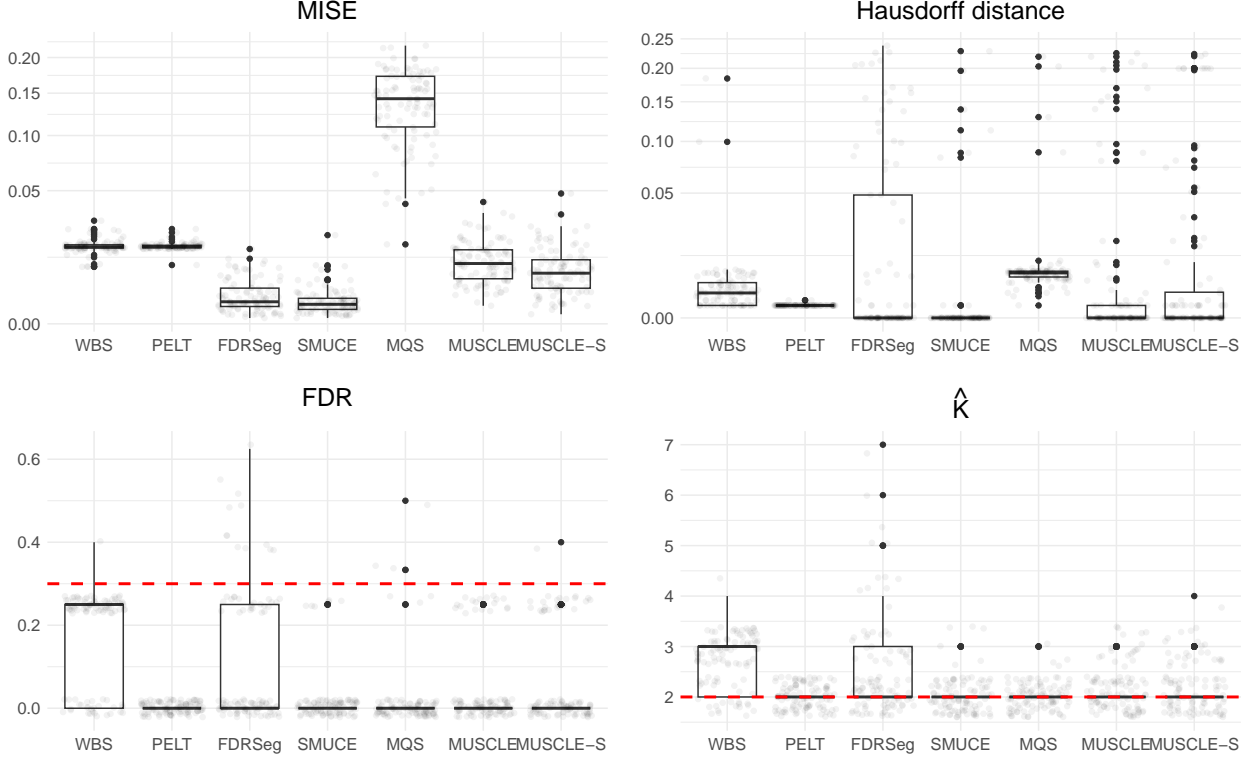 MISE
0.20
0.15
0.10
0.05
0.00
WBS PELT FDRSeg SMUCE MQS MUSCLE MUSCLE−S
Hausdorff distance
0.25
0.20
0.15
0.10
0.05
0.00
WBS PELT FDRSeg SMUCE MQS MUSCLE MUSCLE−S
FDR
0.6
0.4
0.2
0.0
WBS PELT FDRSeg SMUCE MQS MUSCLE MUSCLE−S
K̂
7
6
5
4
3
2
WBS PELT FDRSeg SMUCE MQS MUSCLE MUSCLE−S